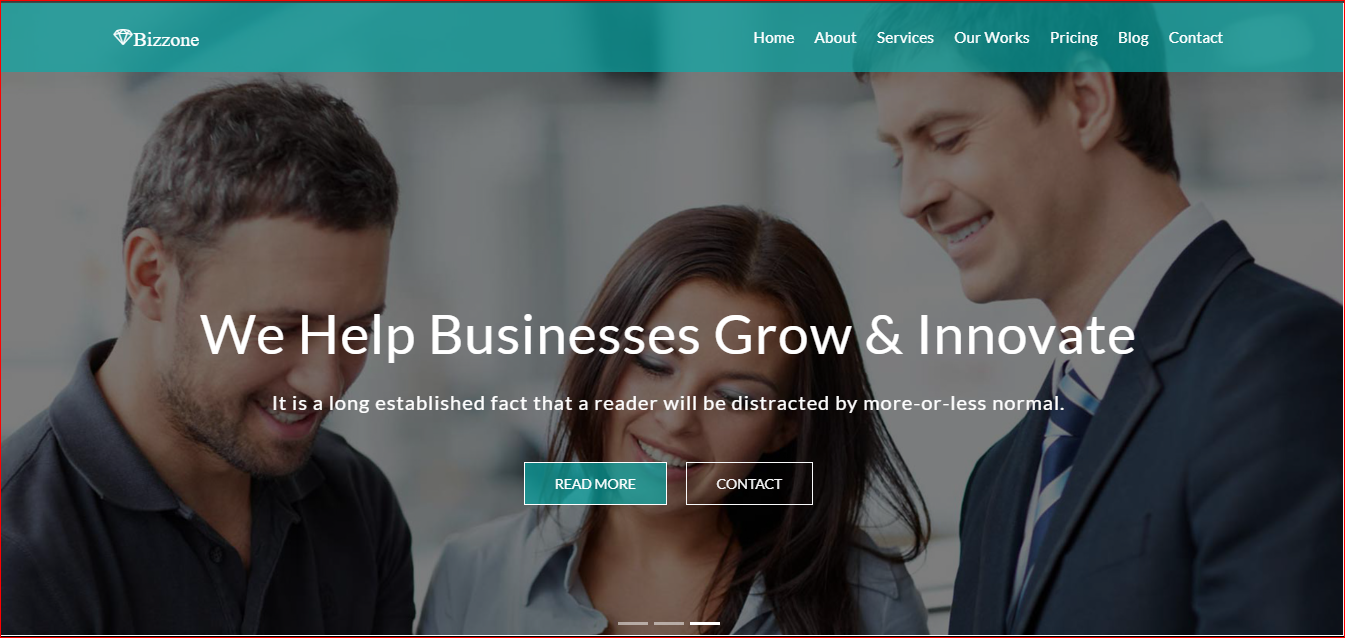 Bizzone
Home About Services Our Works Pricing Blog Contact
We Help Businesses Grow & Innovate
It is a long established fact that a reader will be distracted by more-or-less normal.
READ MORE CONTACT